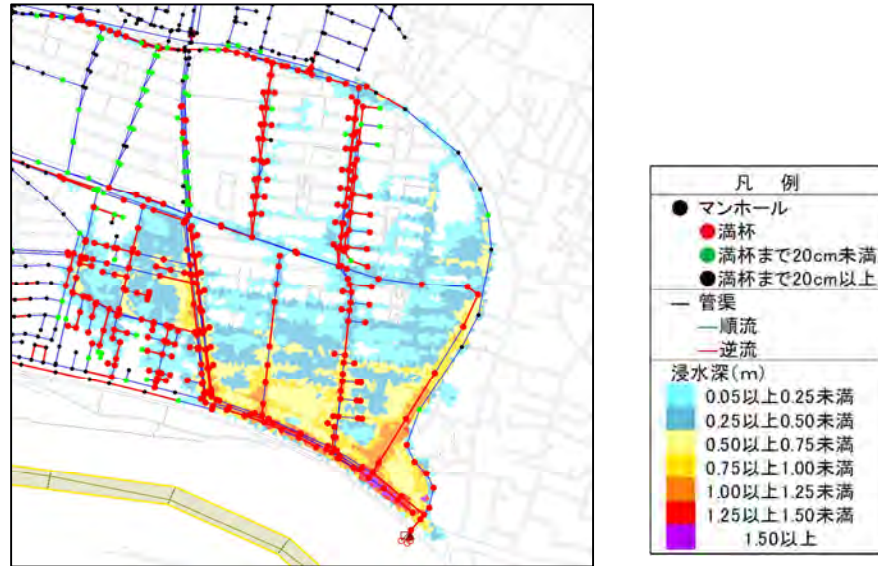 凡 例
マンホール
満杯
満杯まで20cm未満
満杯まで20cm以上
管渠
順流
逆流
浸水深(m)
0.05以上0.25未満
0.25以上0.50未満
0.50以上0.75未満
0.75以上1.00未満
1.00以上1.25未満
1.25以上1.50未満
1.50以上